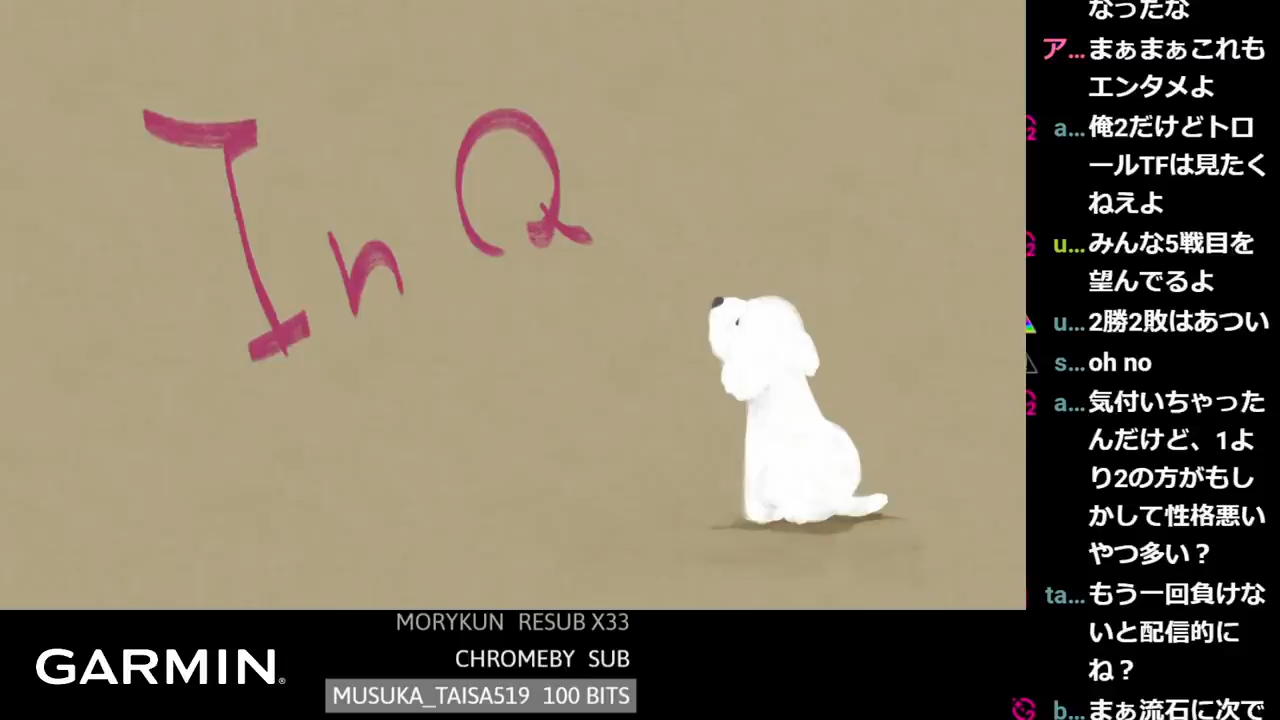 In Q
なったな
ア... まぁまぁこれも
エンタメよ
a... 俺2だけどトロ
ールTFは見たく
ねえよ
u... みんな5戦目を
望んでるよ
u... 2勝2敗はあつい
s... oh no
a... 気付いちゃった
んだけど、1よ
り2の方がもし
かして性格悪い
やつ多い？
ta... もう一回負けな
いと配信的に
ね？
b... まぁ流石に次で
MORYKUN RESUB X33
CHROMEBY SUB
MUSUKA_TAISA519 100 BITS
GARMIN